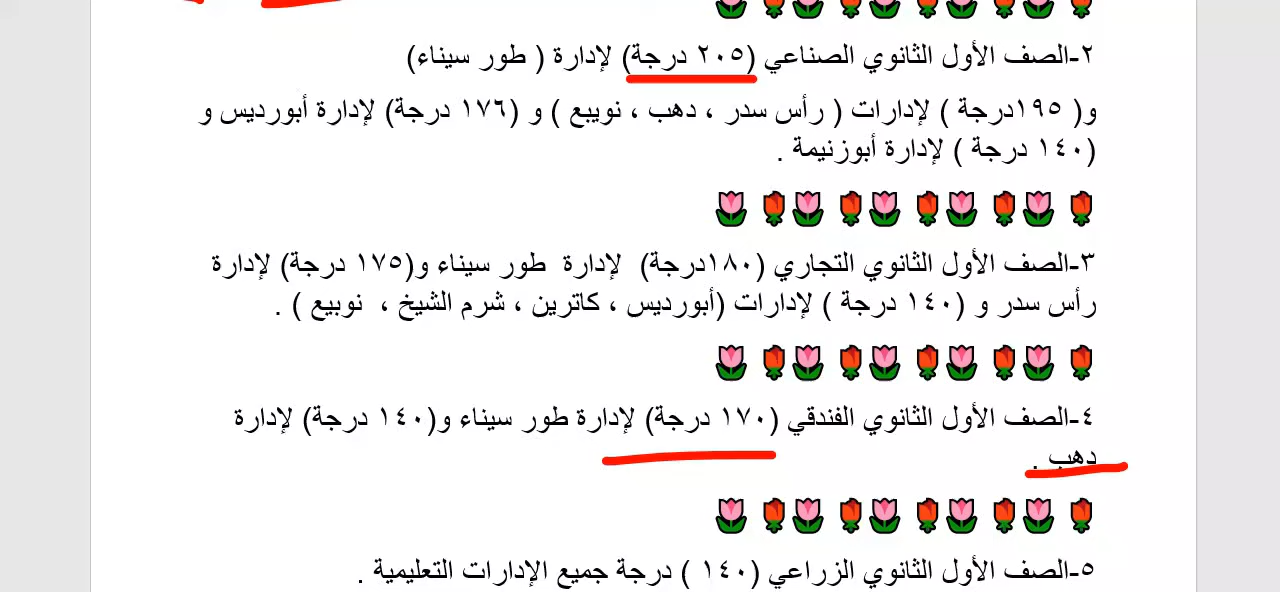 ٢-الصف الأول الثانوي الصناعي (٢٠٥ درجة) لإدارة ( طور سيناء)
و( ١٩٥درجة ) لإدارات ( رأس سدر ، دهب ، نويبع ) و (١٧٦ درجة) لإدارة أبورديس و
(١٤٠ درجة ) لإدارة أبوزنيمة .
٣-الصف الأول الثانوي التجاري (١٨٠درجة) لإدارة طور سيناء و(١٧٥ درجة) لإدارة
رأس سدر و (١٤٠ درجة ) لإدارات (أبورديس ، كاترين ، شرم الشيخ ، نوبيع ) .
٤-الصف الأول الثانوي الفندقي (١٧٠ درجة) لإدارة طور سيناء و(١٤٠ درجة) لإدارة
دهب .
٥-الصف الأول الثانوي الزراعي (١٤٠ ) درجة جميع الإدارات التعليمية .